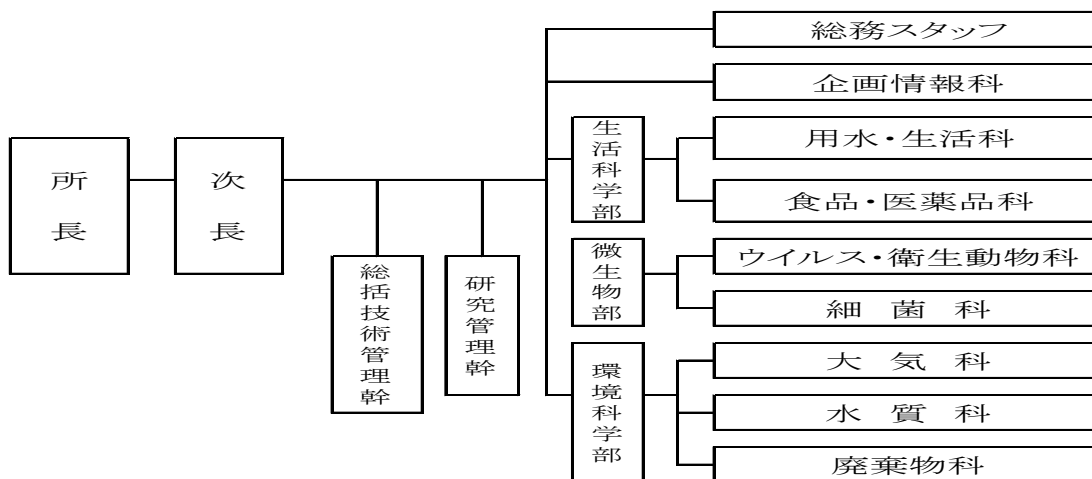 所長
次長
総括技術管理幹
研究管理幹
総務スタッフ
企画情報科
生活科学部
用水・生活科
食品・医薬品科
微生物部
ウイルス・衛生動物科
細菌科
環境科学部
大気科
水質科
廃棄物科